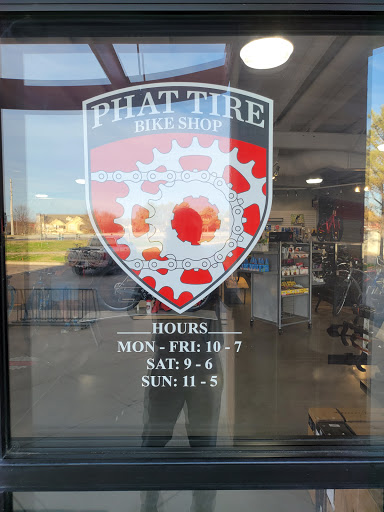 PHAT TIRE
BIKE SHOP
HOURS
MON - FRI: 10 - 7
SAT: 9 - 6
SUN: 11 - 5